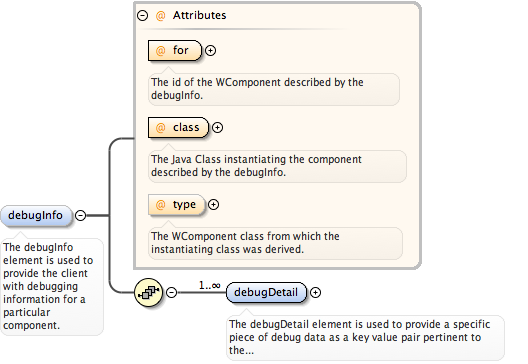 @ Attributes
@ for
The id of the WComponent described by the
debugInfo.
@ class
The Java Class instantiating the component
described by the debugInfo.
@ type
The WComponent class from which the
instantiating class was derived.
debugInfo
The debugInfo
element is used to
provide the client
with debugging
information for a
particular
component.
1..∞
debugDetail
The debugDetail element is used to provide a specific
piece of debug data as a key value pair pertinent to
the...